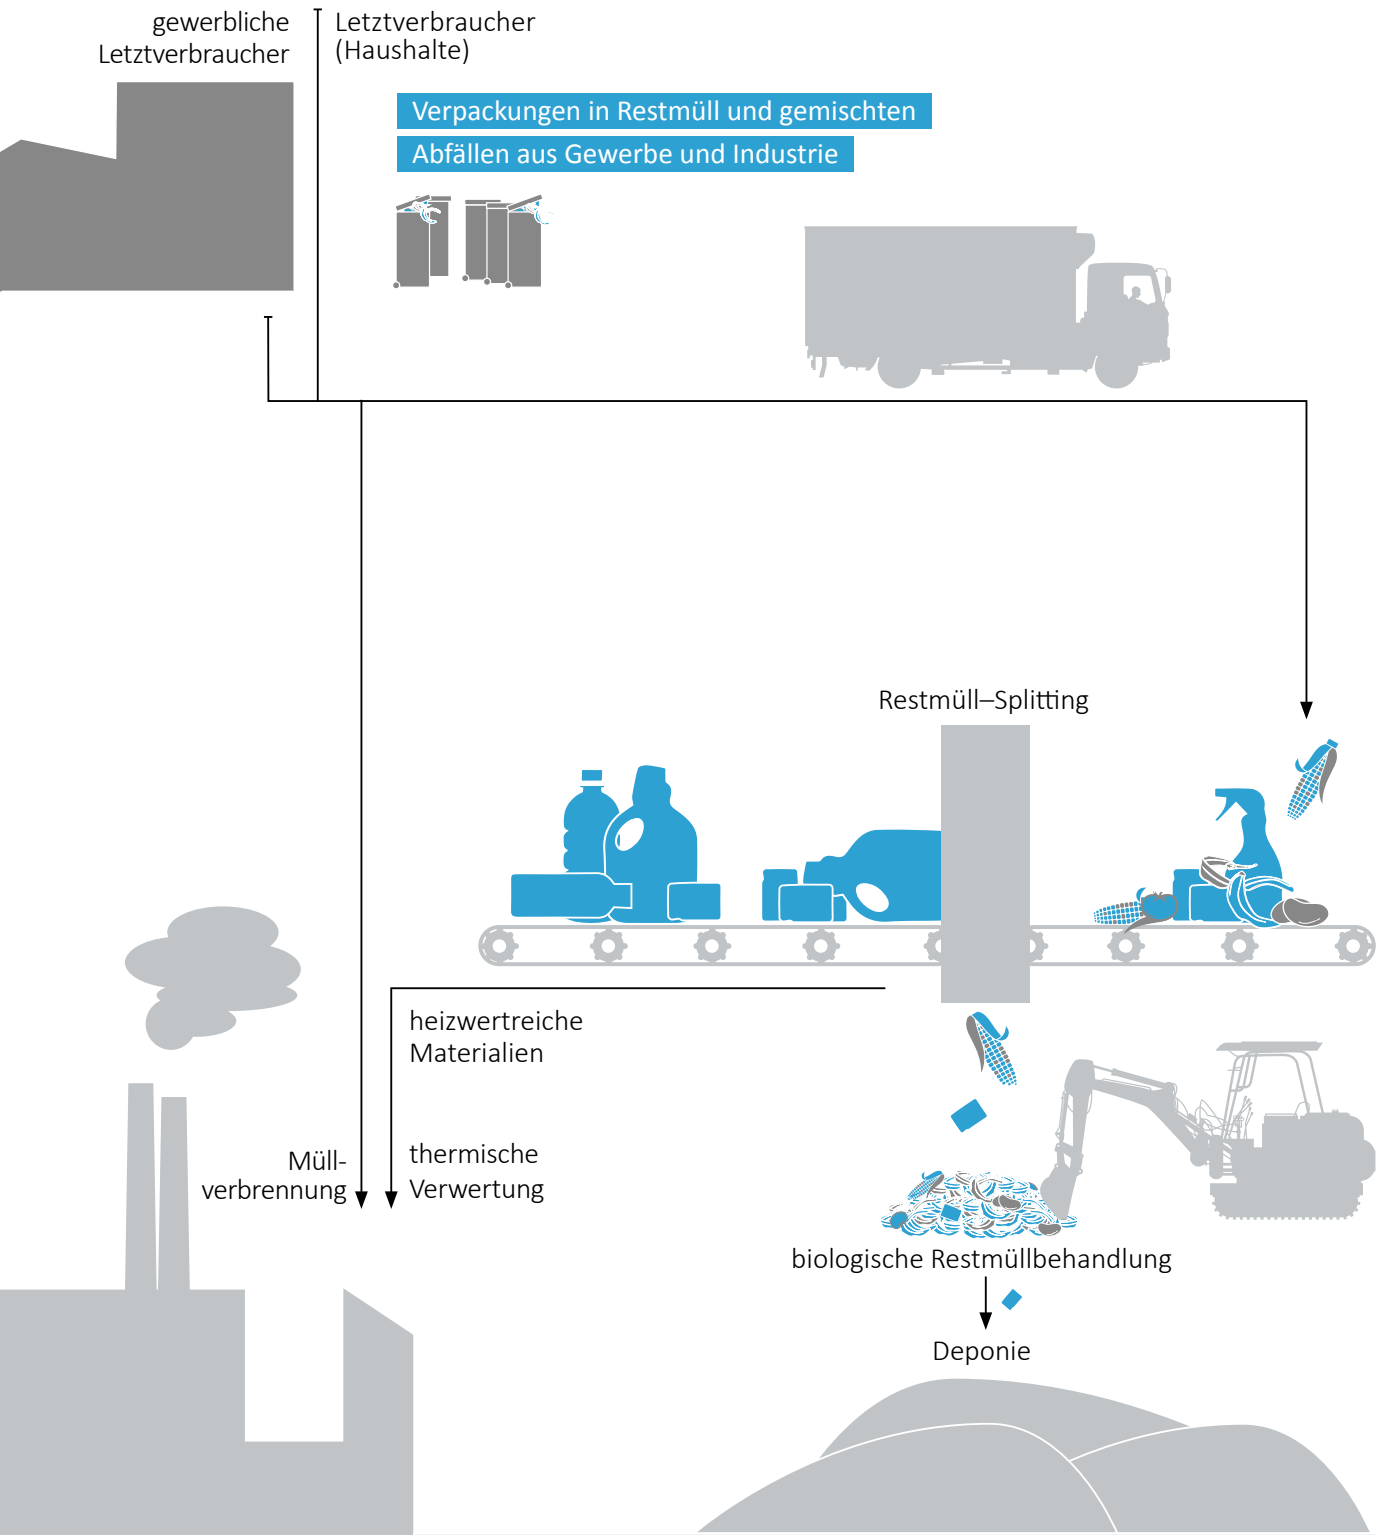 gewerbliche
Letztverbraucher
Letztverbraucher
(Haushalte)
Verpackungen in Restmüll und gemischten
Abfällen aus Gewerbe und Industrie
Restmüll–Splitting
heizwertreiche
Materialien
Müll-
verbrennung
thermische
Verwertung
biologische Restmüllbehandlung
Deponie